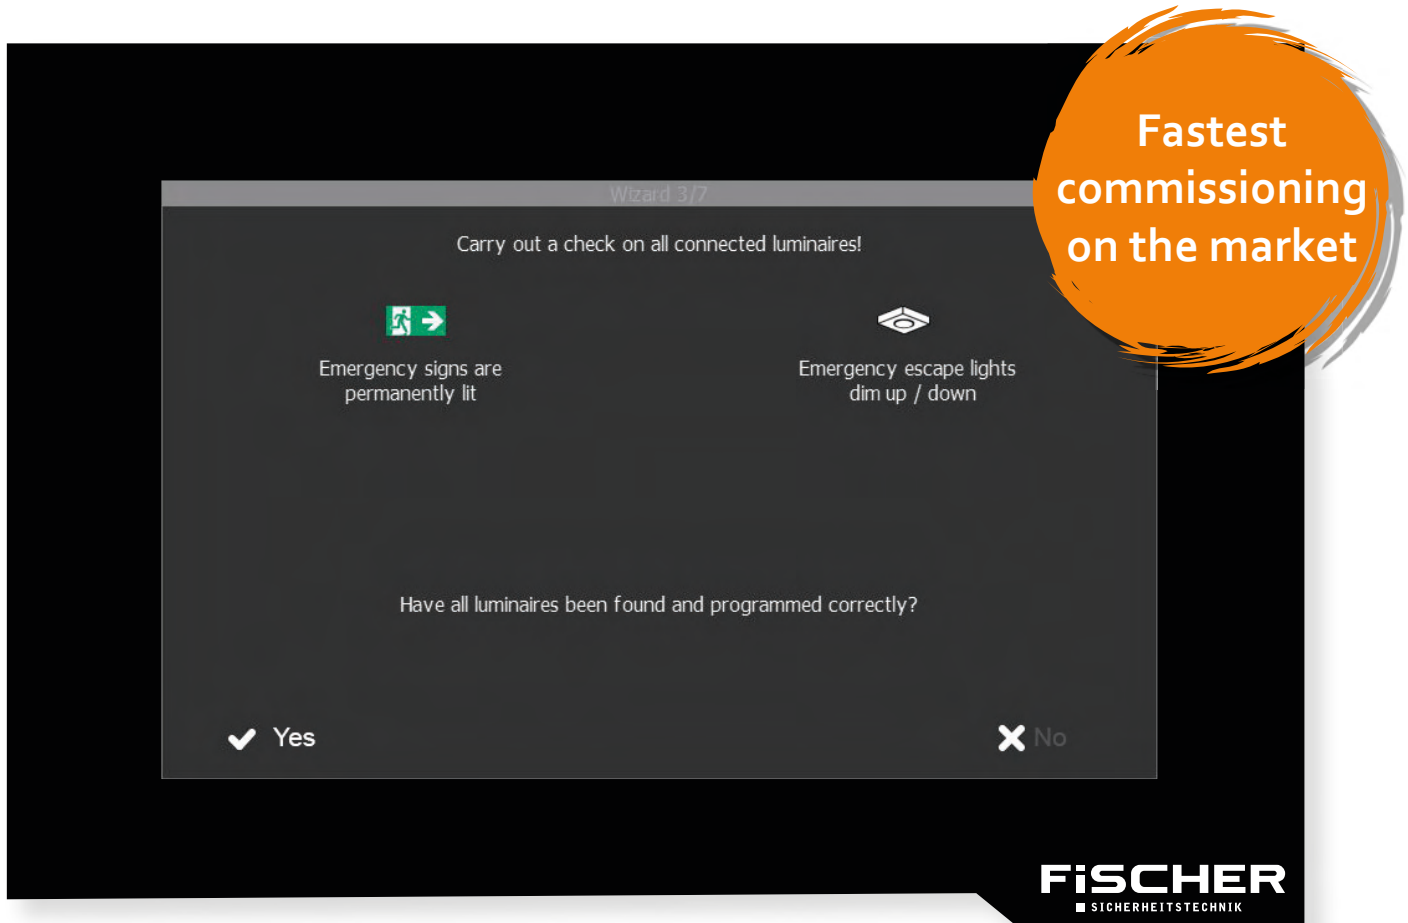 Fastest
commissioning
on the market
Wizard 3/7
Carry out a check on all connected luminaires!
Emergency signs are
permanently lit
Emergency escape lights
dim up / down
Have all luminaires been found and programmed correctly?
Yes
No
FiSCHER
SICHERHEITSTECHNIK